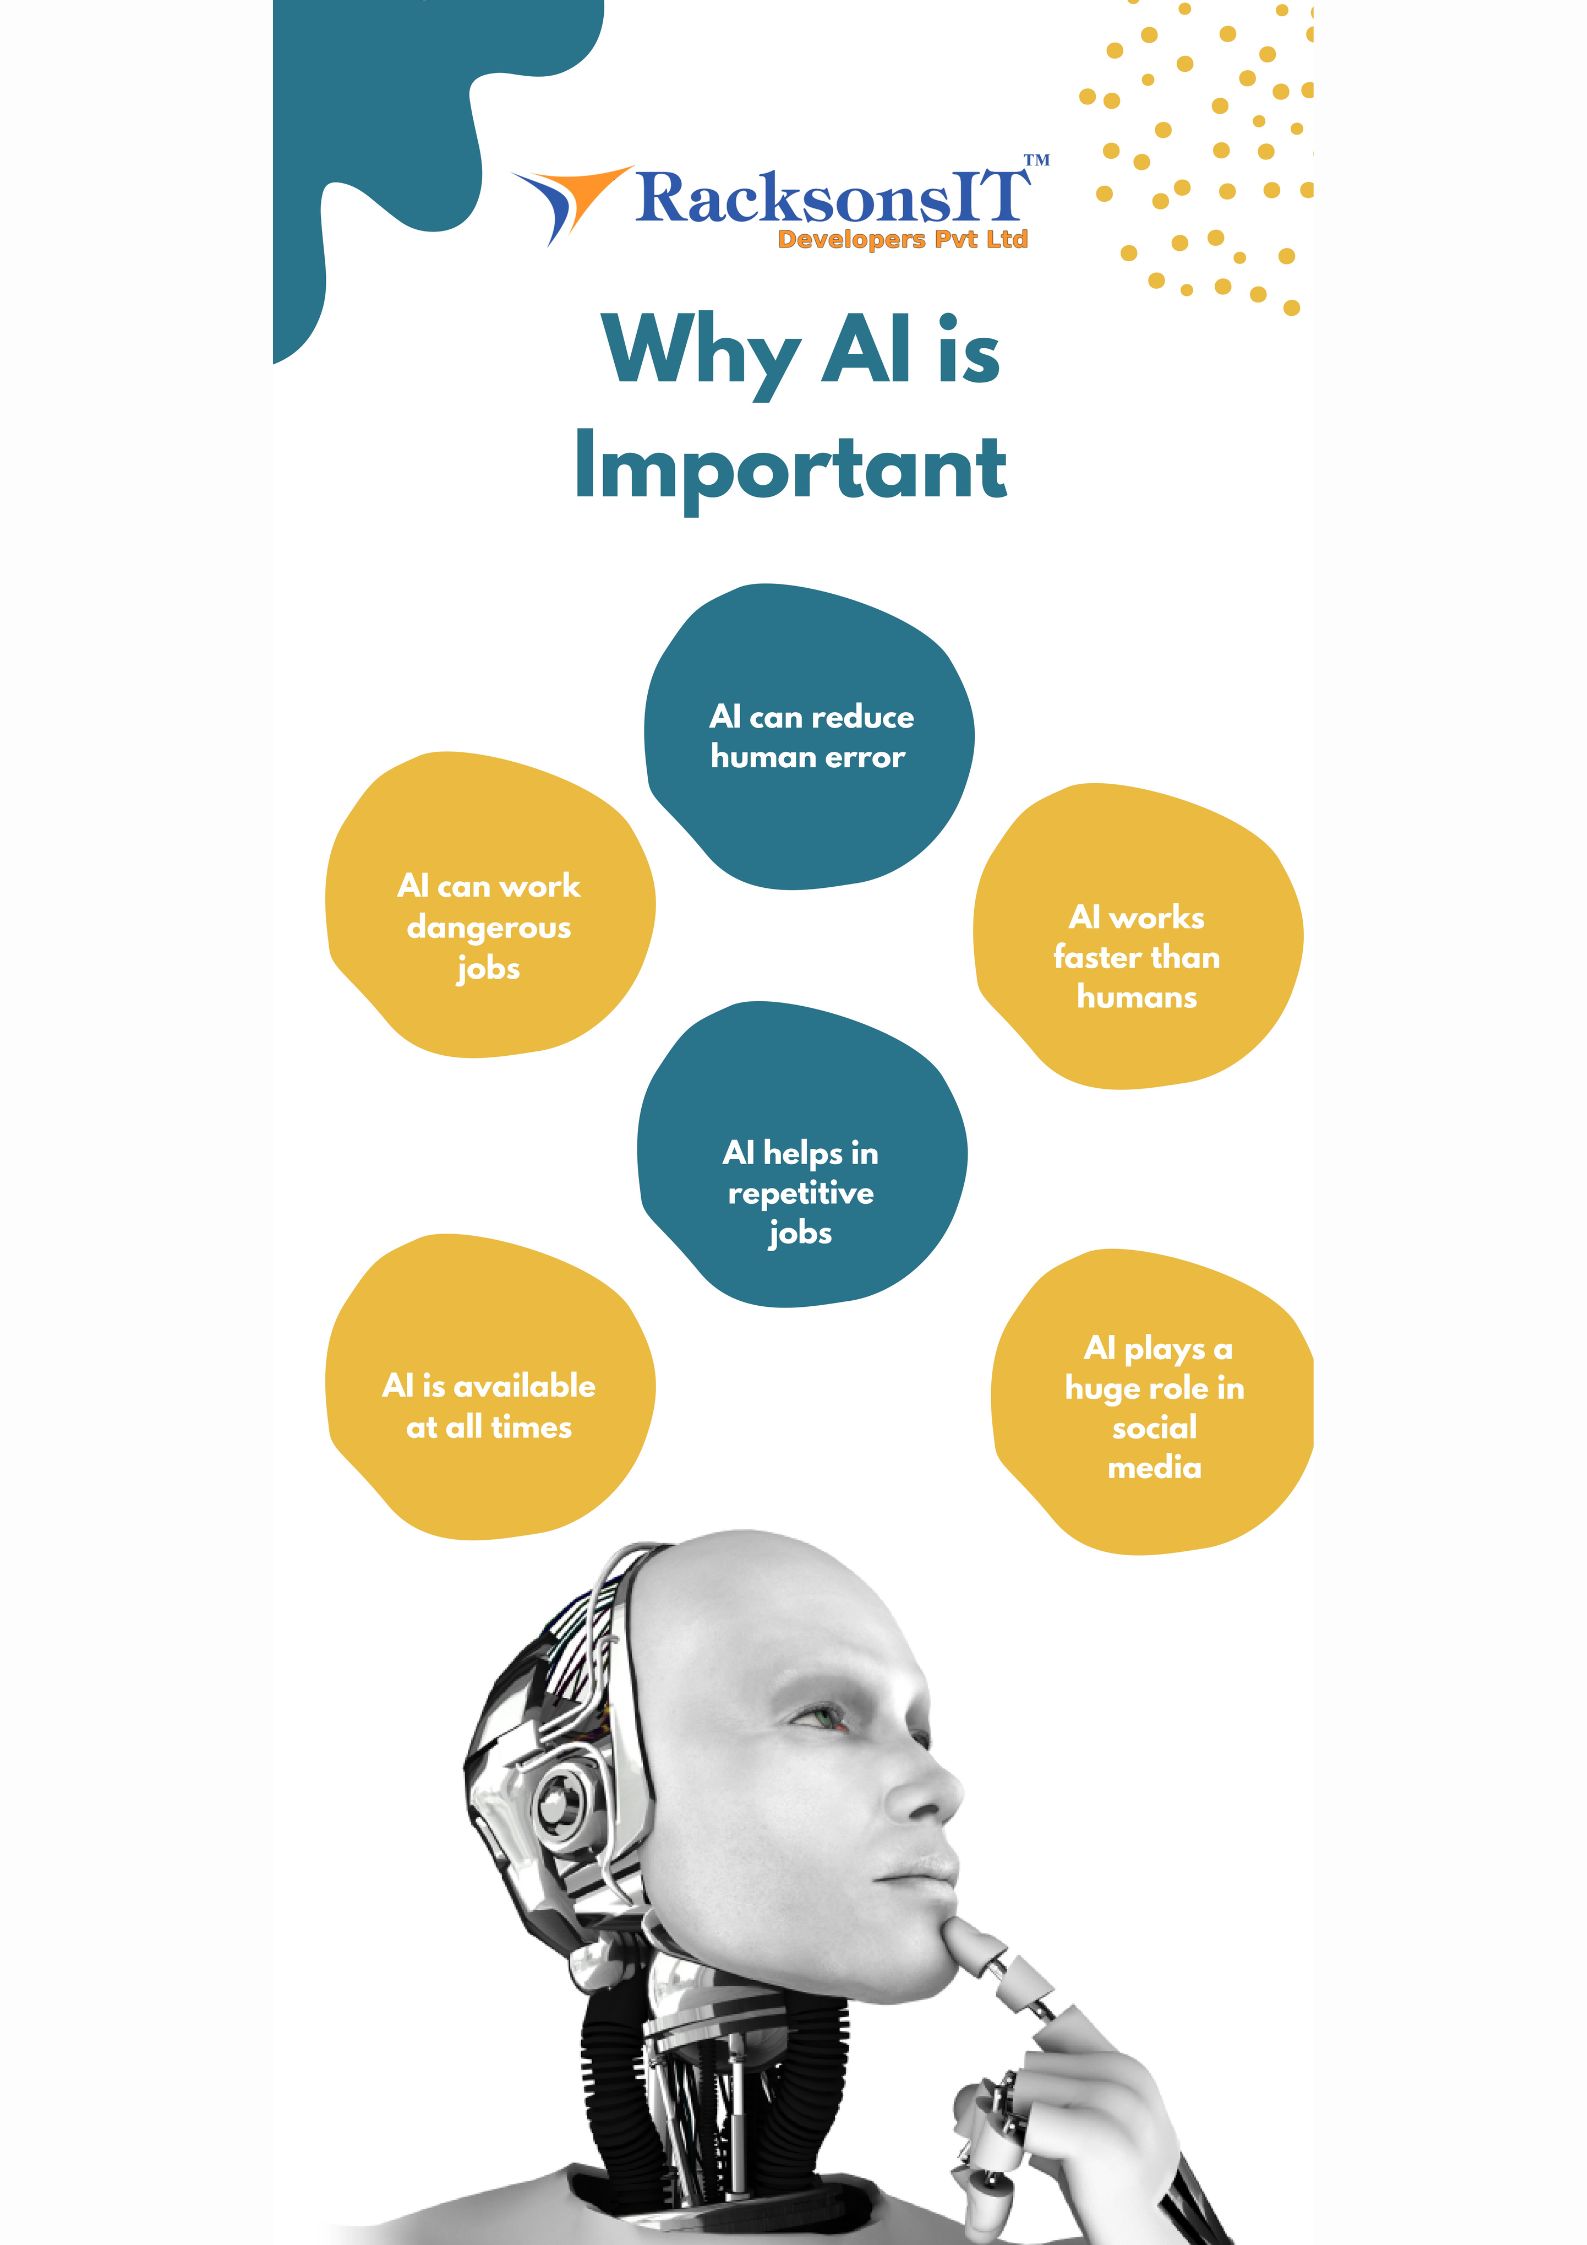 RacksonsIT™
Developers Pvt Ltd
Why AI is
Important
AI can reduce
human error
AI can work
dangerous
jobs
AI works
faster than
humans
AI helps in
repetitive
jobs
AI is available
at all times
AI plays a
huge role in
social
media